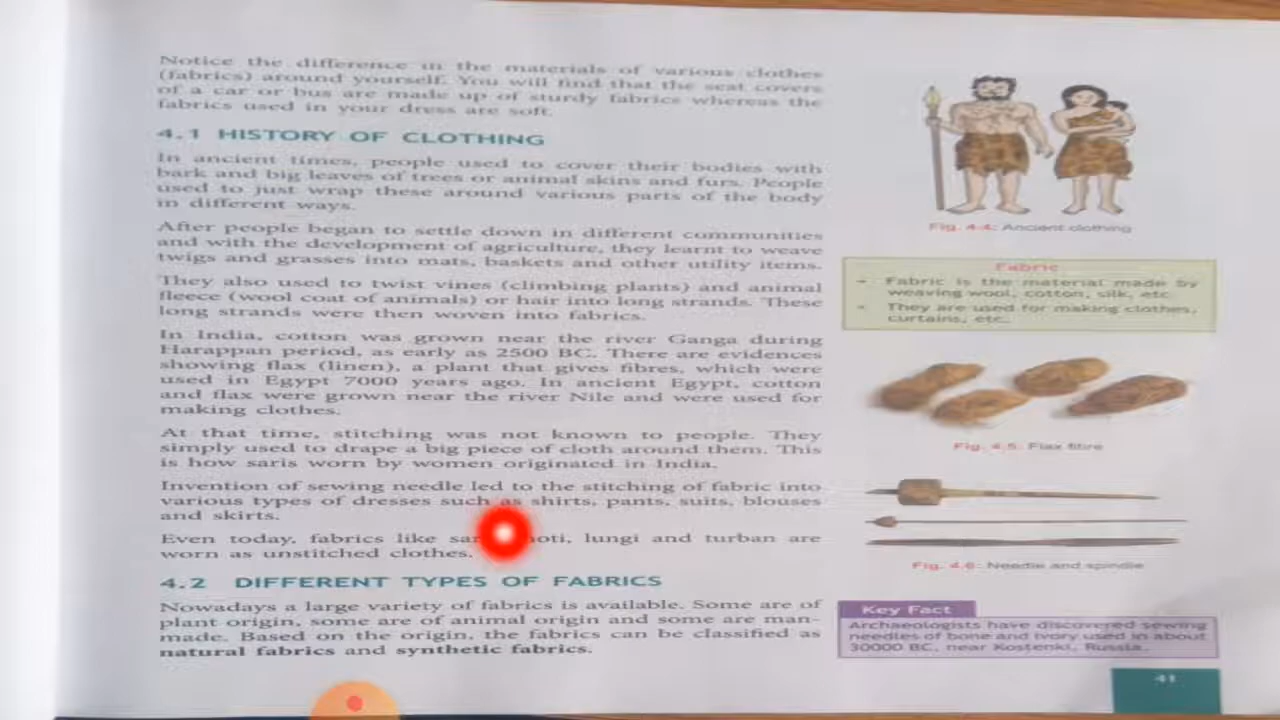 Notice the difference in the materials of various clothes
(fabrics) around yourself. You will find that the seat covers
of a car or bus are made up of sturdy fabrics whereas the
fabrics used in your dress are soft.
4.1 HISTORY OF CLOTHING
In ancient times, people used to cover their bodies with
bark and big leaves of trees or animal skins and furs. People
used to just wrap these around various parts of the body
in different ways.
After people began to settle down in different communities
and with the development of agriculture, they learnt to weave
twigs and grasses into mats, baskets and other utility items.
They also used to twist vines (climbing plants) and animal
fleece (wool coat of animals) or hair into long strands. These
long strands were then woven into fabrics.
In India, cotton was grown near the river Ganga during
Harappan period, as early as 2500 BC. There are evidences
showing flax (linen), a plant that gives fibres, which were
used in Egypt 7000 years ago. In ancient Egypt, cotton
and flax were grown near the river Nile and were used for
making clothes.
At that time, stitching was not known to people. They
simply used to drape a big piece of cloth around them. This
is how saris worn by women originated in India.
Invention of sewing needle led to the stitching of fabric into
various types of dresses such as shirts, pants, suits, blouses
and skirts.
Even today, fabrics like lungi and turban are
worn as unstitched clothes.
4.2 DIFFERENT TYPES OF FABRICS
Nowadays a large variety of fabrics is available. Some are of
plant origin, some are of animal origin and some are man-
made. Based on the origin, the fabrics can be classified as
natural fabrics and synthetic fabrics.
Fig. 4.4: Ancient clothing
Fabric
Fabric is the material made by
weaving wool, cotton, silk, etc.
They are used for making clothes,
curtains, etc.
Fig. 4.5: Flax fibre
Fig. 4.6: Needle and spindle
Key Fact
Archaeologists have discovered sewing
needles of bone and ivory used in about
30000 BC, near Kostenki, Russia.
41